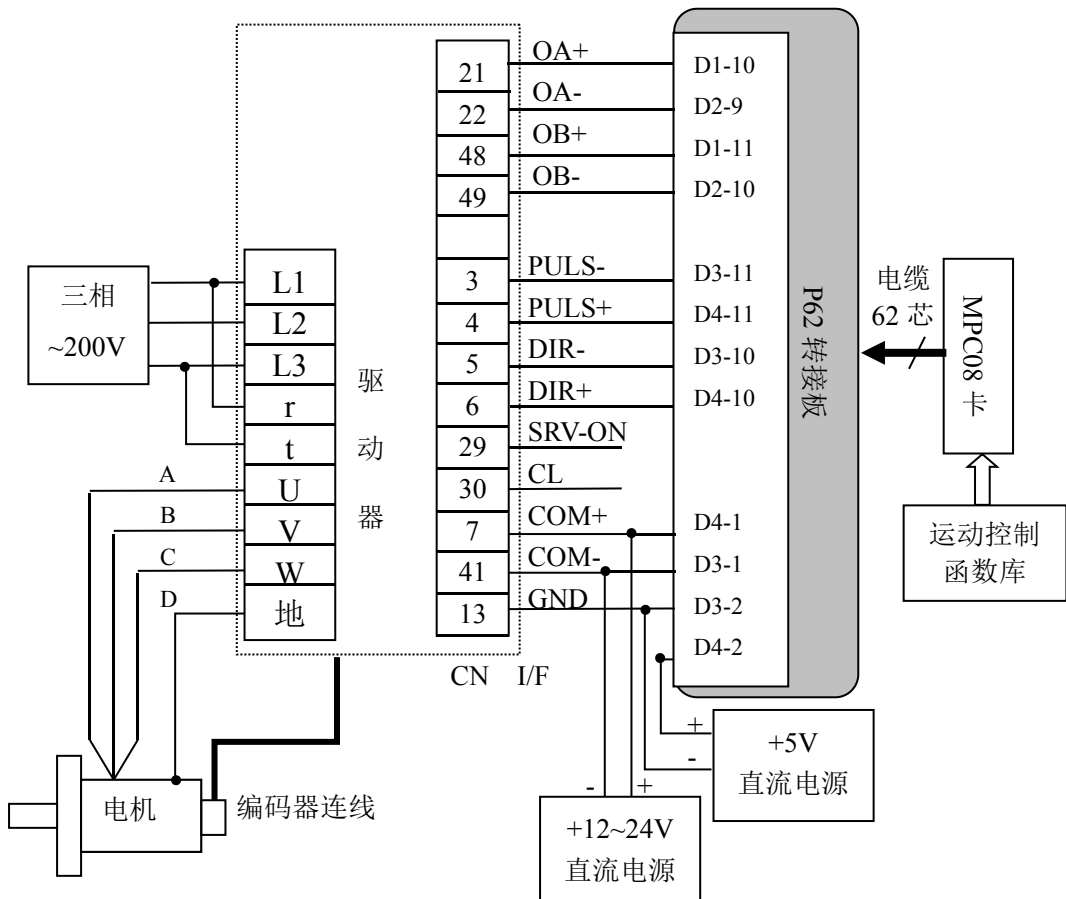 三相
~200V
L1
L2
L3
r
t
U
V
W
地
A
B
C
D
驱
动
器
21
22
48
49
3
4
5
6
29
30
7
41
13
CN I/F
OA+
OA-
OB+
OB-
PULS-
PULS+
DIR-
DIR+
SRV-ON
CL
COM+
COM-
GND
D1-10
D2-9
D1-11
D2-10
D3-11
D4-11
D3-10
D4-10
D4-1
D3-1
D3-2
D4-2
P62 转接板
电缆
62 芯
MPC08 卡
运动控制
函数库
+
-
+5V
直流电源
-
+
+12~24V
直流电源
电机
编码器连线